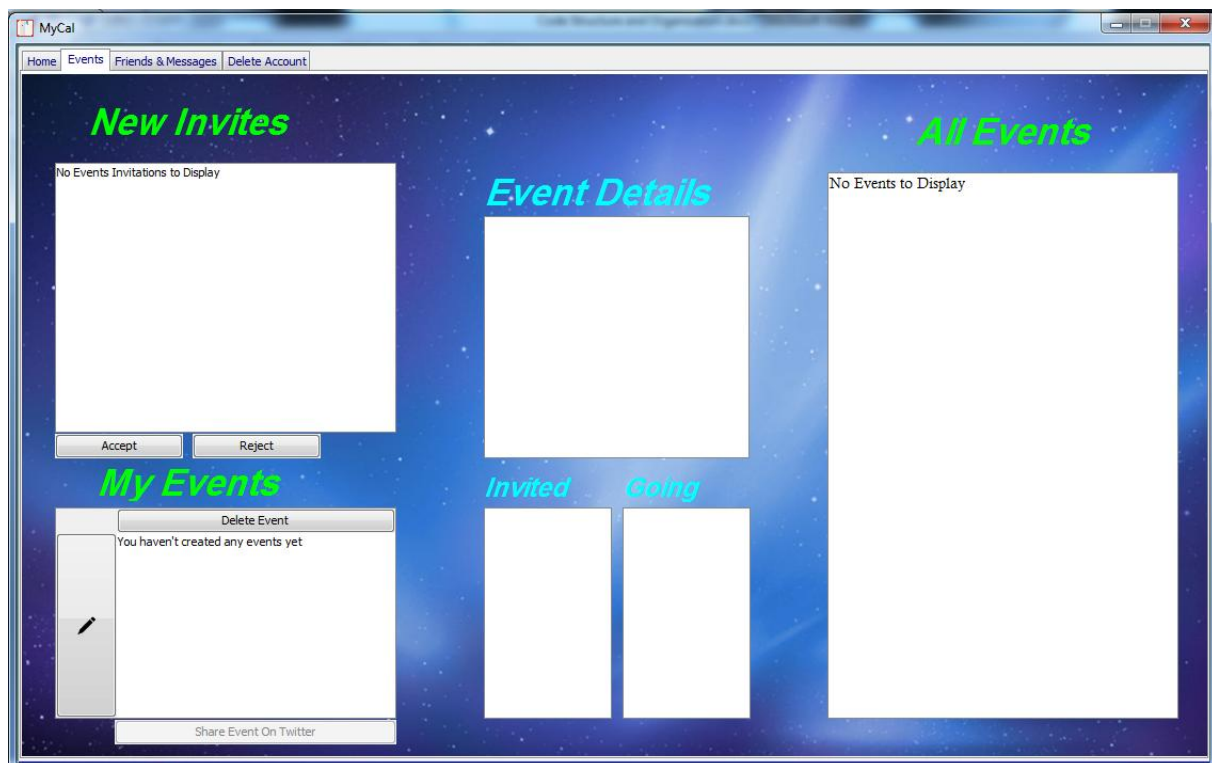 MyCal
Home Events Friends & Messages Delete Account
New Invites
No Events Invitations to Display
Accept Reject
My Events
Delete Event
You haven't created any events yet
Share Event On Twitter
Event Details
Invited Going
All Events
No Events to Display